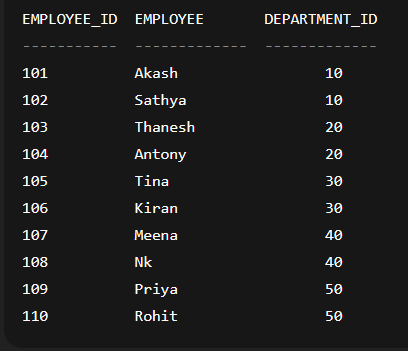 EMPLOYEE_ID  EMPLOYEE       DEPARTMENT_ID
-----------  -------------  -------------
101          Akash                     10
102          Sathya                    10
103          Thanesh                   20
104          Antony                    20
105          Tina                      30
106          Kiran                     30
107          Meena                     40
108          Nk                        40
109          Priya                     50
110          Rohit                     50